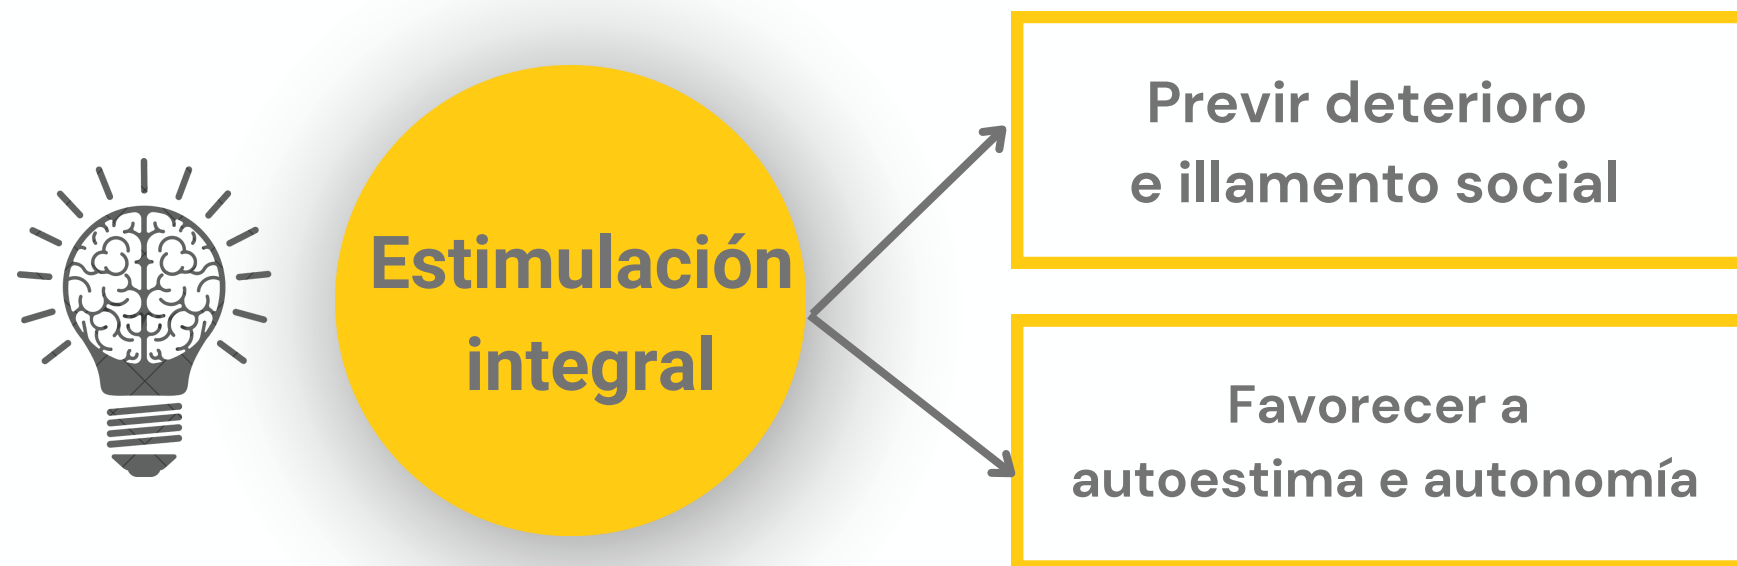 Estimulación
integral
Previr deterioro
e illamento social
Favorecer a
autoestima e autonomía